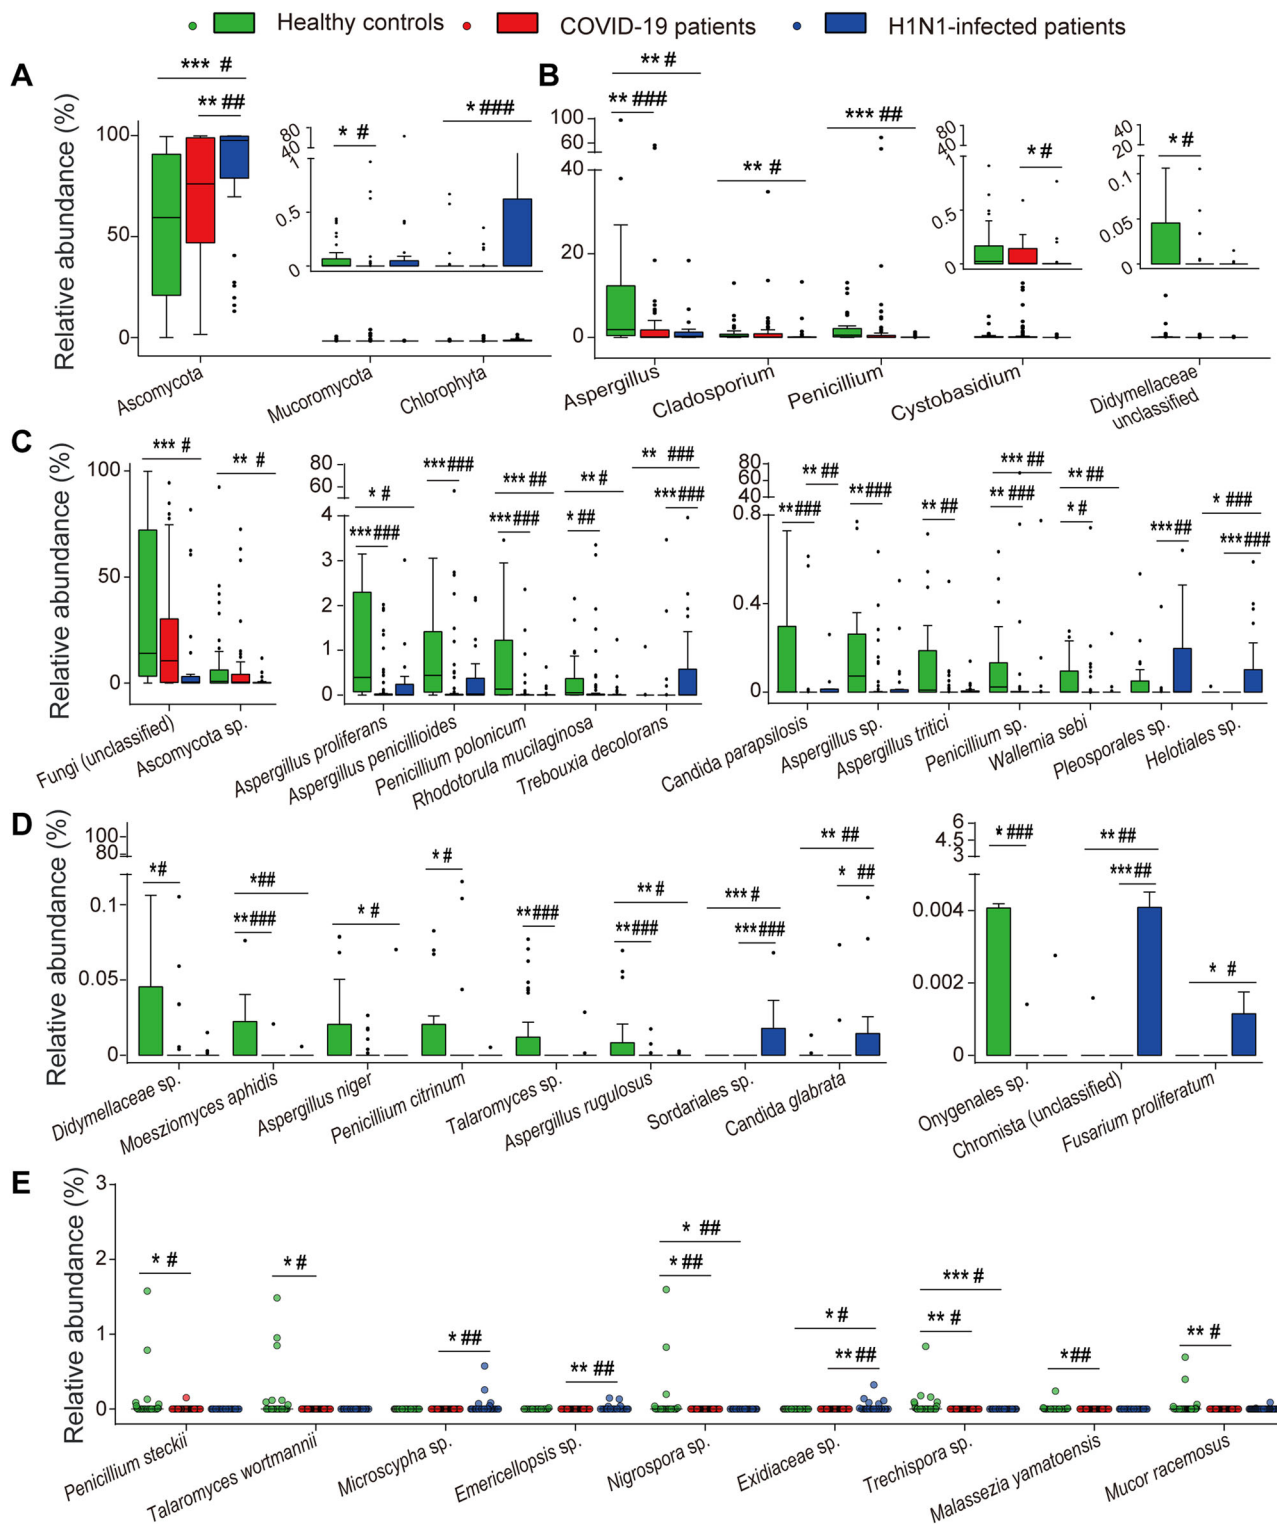 Healthy controls COVID-19 patients H1N1-infected patients
A
Relative abundance (%)
*** #
** ##
* #
* ###
100
50
0
80
40
1
0.5
0
Ascomycota
Mucoromycota
Chlorophyta
B
** #
** ###
** #
*** ##
* #
* #
100
80
40
20
0
80
40
1
0.5
0
40
20
0.1
0.05
0
Aspergillus
Cladosporium
Penicillium
Cystobasidium
Didymellaceae
unclassified
C
Relative abundance (%)
*** #
** #
100
50
0
Fungi (unclassified)
Ascomycota sp.
* #
*** ###
*** ###
*** ##
*** ###
** #
* ##
** ###
*** ###
80
60
4
3
2
1
0
Aspergillus proliferans
Aspergillus penicillioides
Penicillium polonicum
Rhodotorula mucilaginosa
Trebouxia decolorans
** ##
** ###
** ###
** ##
*** ##
** ###
** ##
* #
*** ##
* ###
*** ###
80
60
40
0.8
0.4
0
Candida parapsilosis
Aspergillus sp.
Aspergillus tritici
Penicillium sp.
Wallemia sebi
Pleosporales sp.
Helotiales sp.
D
Relative abundance (%)
*#
*##
**###
* #
*#
**###
** #
**###
*** #
***###
** ##
* ##
100
80
0.1
0.05
0
Didymellaceae sp.
Moesziomyces aphidis
Aspergillus niger
Penicillium citrinum
Talaromyces sp.
Aspergillus rugulosus
Sordariales sp.
Candida glabrata
* ###
** ##
*** ##
* #
6
4.5
3
0.004
0.002
0
Onygenales sp.
Chromista (unclassified)
Fusarium proliferatum
E
Relative abundance (%)
* #
* #
* ##
** ##
* ##
* ##
* #
** ##
*** #
** #
*##
** #
3
2
1
0
Penicillium steckii
Talaromyces wortmannii
Microscypha sp.
Emericellopsis sp.
Nigrospora sp.
Exidiaceae sp.
Trechispora sp.
Malassezia yamatoensis
Mucor racemosus